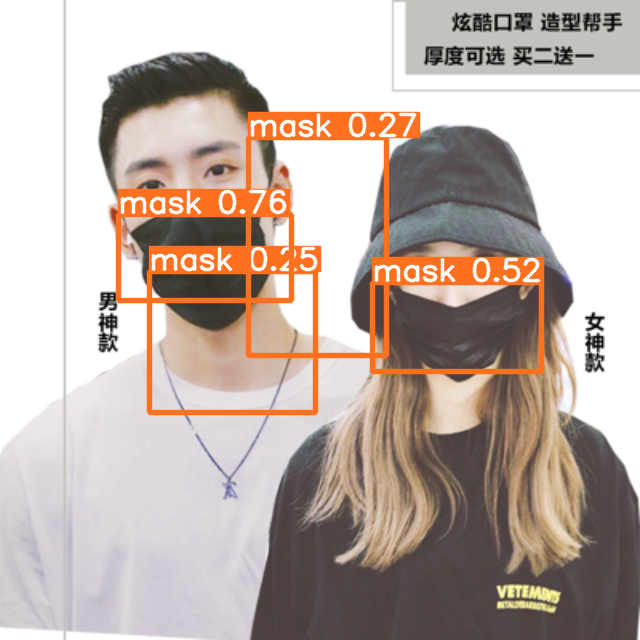 炫酷口罩 造型帮手
厚度可选 买二送一
mask 0.27
mask 0.76
mask 0.25
mask 0.52
男神款
女神款
VETEMENTS